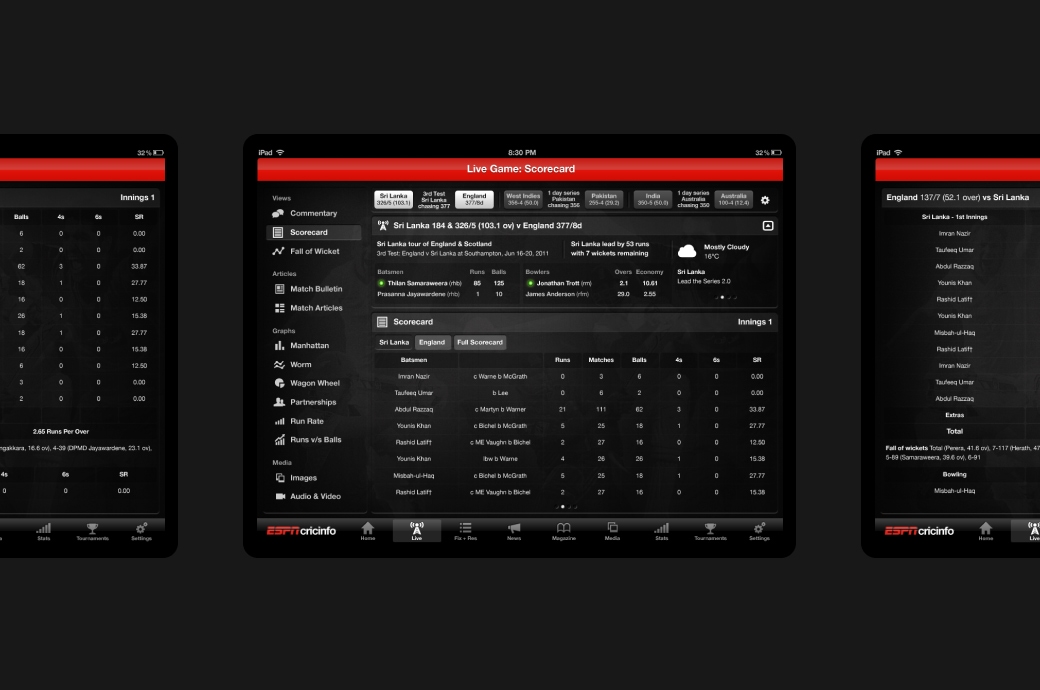 32%
Innings 1
Balls 4s 6s SR
6 0 0 0.00
2 0 0 0.00
62 3 0 33.87
18 1 0 27.77
16 0 0 12.50
26 1 0 15.38
18 1 0 27.77
16 0 0 15.38
6 0 0 12.50
3 0 0 0.00
2 0 0 0.00
2.65 Runs Per Over
ngakkara, 16.6 ov), 4-39 (DPMD Jayawardene, 23.1 ov),
4s 6s SR
0 0 0.00
Stats Tournaments Settings
iPad 8:30 PM 32%
Live Game: Scorecard
Views
Commentary
Scorecard
Fall of Wicket
Articles
Match Bulletin
Match Articles
Graphs
Manhattan
Worm
Wagon Wheel
Partnerships
Run Rate
Runs v/s Balls
Media
Images
Audio & Video
Sri Lanka
326/5 (103.1)
3rd Test
Sri Lanka
chasing 377
England
377/8d
West Indies
356-4 (50.0)
1 day series
Pakistan
chasing 356
Pakistan
255-4 (29.2)
India
350-5 (50.0)
1 day series
Australia
chasing 350
Australia
100-4 (12.4)
Sri Lanka 184 & 326/5 (103.1 ov) v England 377/8d
Sri Lanka tour of England & Scotland
3rd Test: England v Sri Lanka at Southampton, Jun 16-20, 2011
Sri Lanka lead by 53 runs
with 7 wickets remaining
Mostly Cloudy
16°C
Batsmen Runs Balls
Thilan Samaraweera (rhb) 85 125
Prasanna Jayawardene (rhb) 1 10
Bowlers Overs Economy
Jonathan Trott (rm) 2.1 10.61
James Anderson (rfm) 29.0 2.55
Sri Lanka
Lead the Series 2.0
Scorecard Innings 1
Sri Lanka England Full Scorecard
Batsmen Runs Matches Balls 4s 6s SR
Imran Nazir c Warne b McGrath 0 3 6 0 0 0.00
Taufeeq Umar b Lee 0 6 2 0 0 0.00
Abdul Razzaq c Martyn b Warner 21 111 62 3 0 33.87
Younis Khan c Bichel b McGrath 5 25 18 1 0 27.77
Rashid Latif† c ME Vaughn b Bichel 2 27 16 0 0 12.50
Younis Khan lbw b Warne 4 26 26 1 0 15.38
Misbah-ul-Haq c Bichel b McGrath 5 25 18 1 0 27.77
Rashid Latif† c ME Vaughn b Bichel 2 27 16 0 0 15.38
ESPN cricinfo Home Live Fix + Res News Magazine Media Stats Tournaments Settings
iPad
England 137/7 (52.1 over) vs Sri Lanka
Sri Lanka - 1st Innings
Imran Nazir
Taufeeq Umar
Abdul Razzaq
Younis Khan
Rashid Latif†
Younis Khan
Misbah-ul-Haq
Rashid Latif†
Imran Nazir
Taufeeq Umar
Abdul Razzaq
Extras
Total
Fall of wickets Total (Perera, 41.6 ov), 7-117 (Herath, 47
5-89 (Samaraweera, 39.6 ov), 6-91
Bowling
Misbah-ul-Haq
ESPN cricinfo Home Live